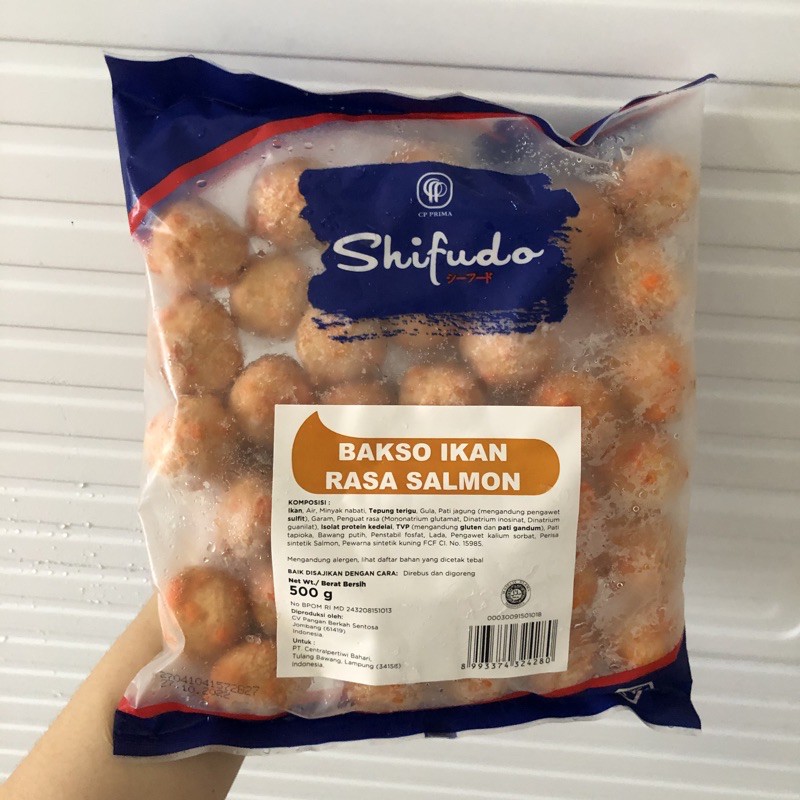 CP PRIMA
Shifudo
シーフード
BAKSO IKAN
RASA SALMON
KOMPOSISI :
Ikan, Air, Minyak nabati, Tepung terigu, Gula, Pati jagung (mengandung pengawet
sulfit), Garam, Penguat rasa (Mononatrium glutamat, Dinatrium inosinat, Dinatrium
guanilat), Isolat protein kedelai, TVP (mengandung gluten dan pati gandum), Pati
tapioka, Bawang putih, Penstabil fosfat, Lada, Pengawet kalium sorbat, Perisa
sintetik Salmon, Pewarna sintetik kuning FCF CI. No. 15985.
Mengandung alergen, lihat daftar bahan yang dicetak tebal
BAIK DISAJIKAN DENGAN CARA: Direbus dan digoreng
Net Wt./ Berat Bersih
500 g
No BPOM RI MD 243208151013
Diproduksi oleh:
CV Pangan Berkah Sentosa
Jombang (61419)
Indonesia.
Untuk :
PT. Centralpertiwi Bahari,
Tulang Bawang, Lampung (34158)
Indonesia.
00030091501018
8 993374 324280